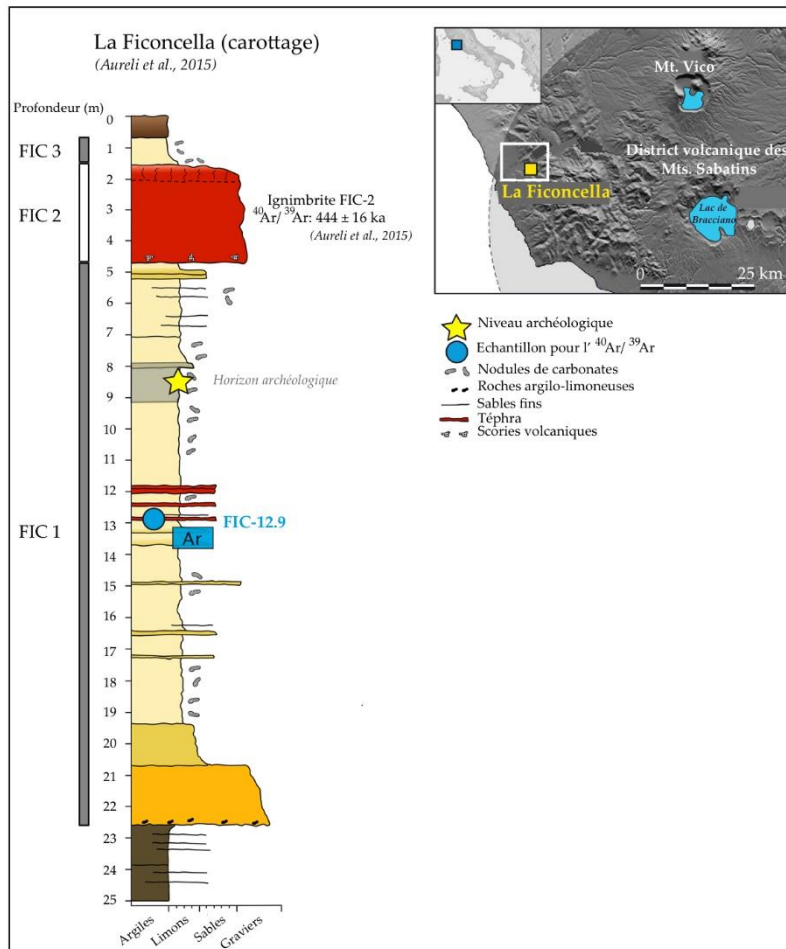 La Ficoncella (carottage)
(Aureli et al., 2015)
Profondeur (m)
0
1
2
3
4
5
6
7
8
9
10
11
12
13
14
15
16
17
18
19
20
21
22
23
24
25
FIC 3
FIC 2
FIC 1
Ignimbrite FIC-2
40Ar/ 39Ar: 444 ± 16 ka
(Aureli et al., 2015)
Horizon archéologique
FIC-12.9
Ar
Argiles
Limons
Sables
Graviers
Mt. Vico
District volcanique des
Mts. Sabatins
La Ficoncella
Lac de
Bracciano
0
25 km
Niveau archéologique
Echantillon pour l' 40Ar/ 39Ar
Nodules de carbonates
Roches argilo-limoneuses
Sables fins
Téphra
Scories volcaniques